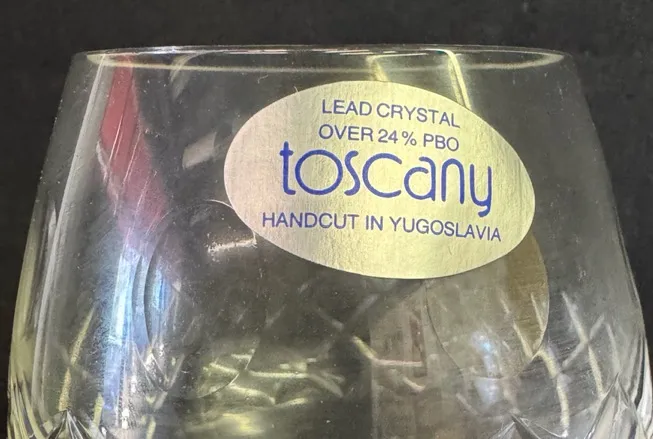 LEAD CRYSTAL
OVER 24% PBO
toscany
HANDCUT IN YUGOSLAVIA